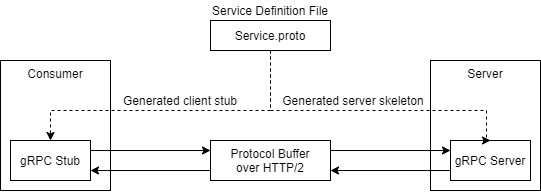 Service Definition File
Service.proto
Consumer
Server
Generated client stub
Generated server skeleton
gRPC Stub
Protocol Buffer
over HTTP/2
gRPC Server